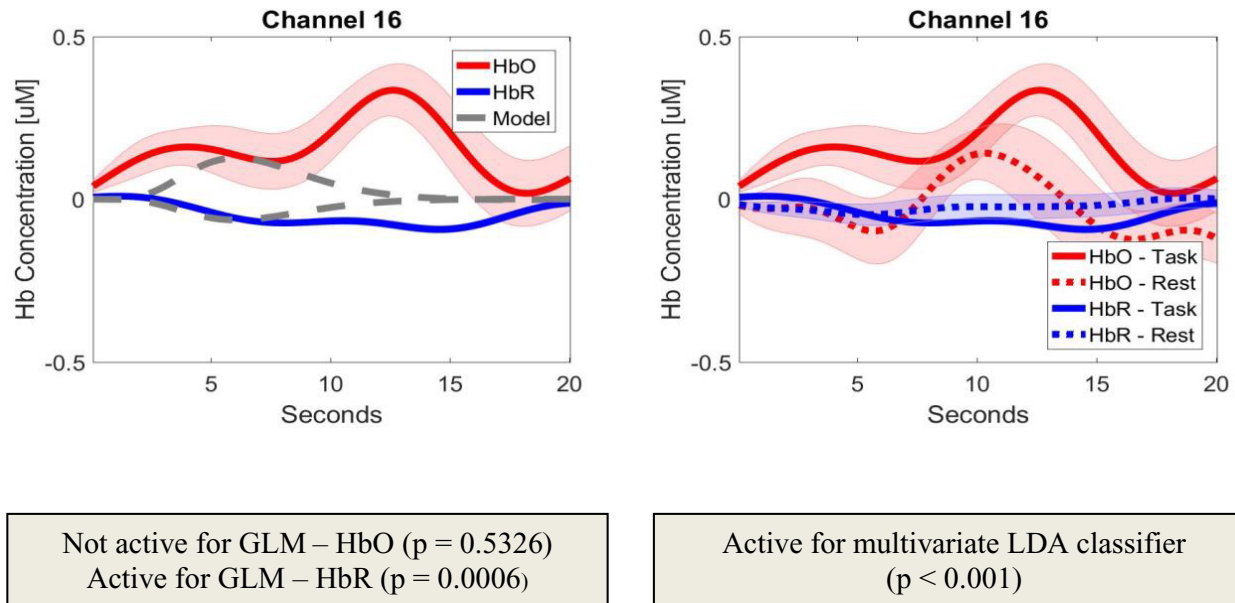 Channel 16
0.5
0
-0.5
Hb Concentration [uM]
5
10
15
20
Seconds
HbO
HbR
Model
Channel 16
0.5
0
-0.5
Hb Concentration [uM]
5
10
15
20
Seconds
HbO - Task
HbO - Rest
HbR - Task
HbR - Rest
Not active for GLM – HbO (p = 0.5326)
Active for GLM – HbR (p = 0.0006)
Active for multivariate LDA classifier
(p < 0.001)